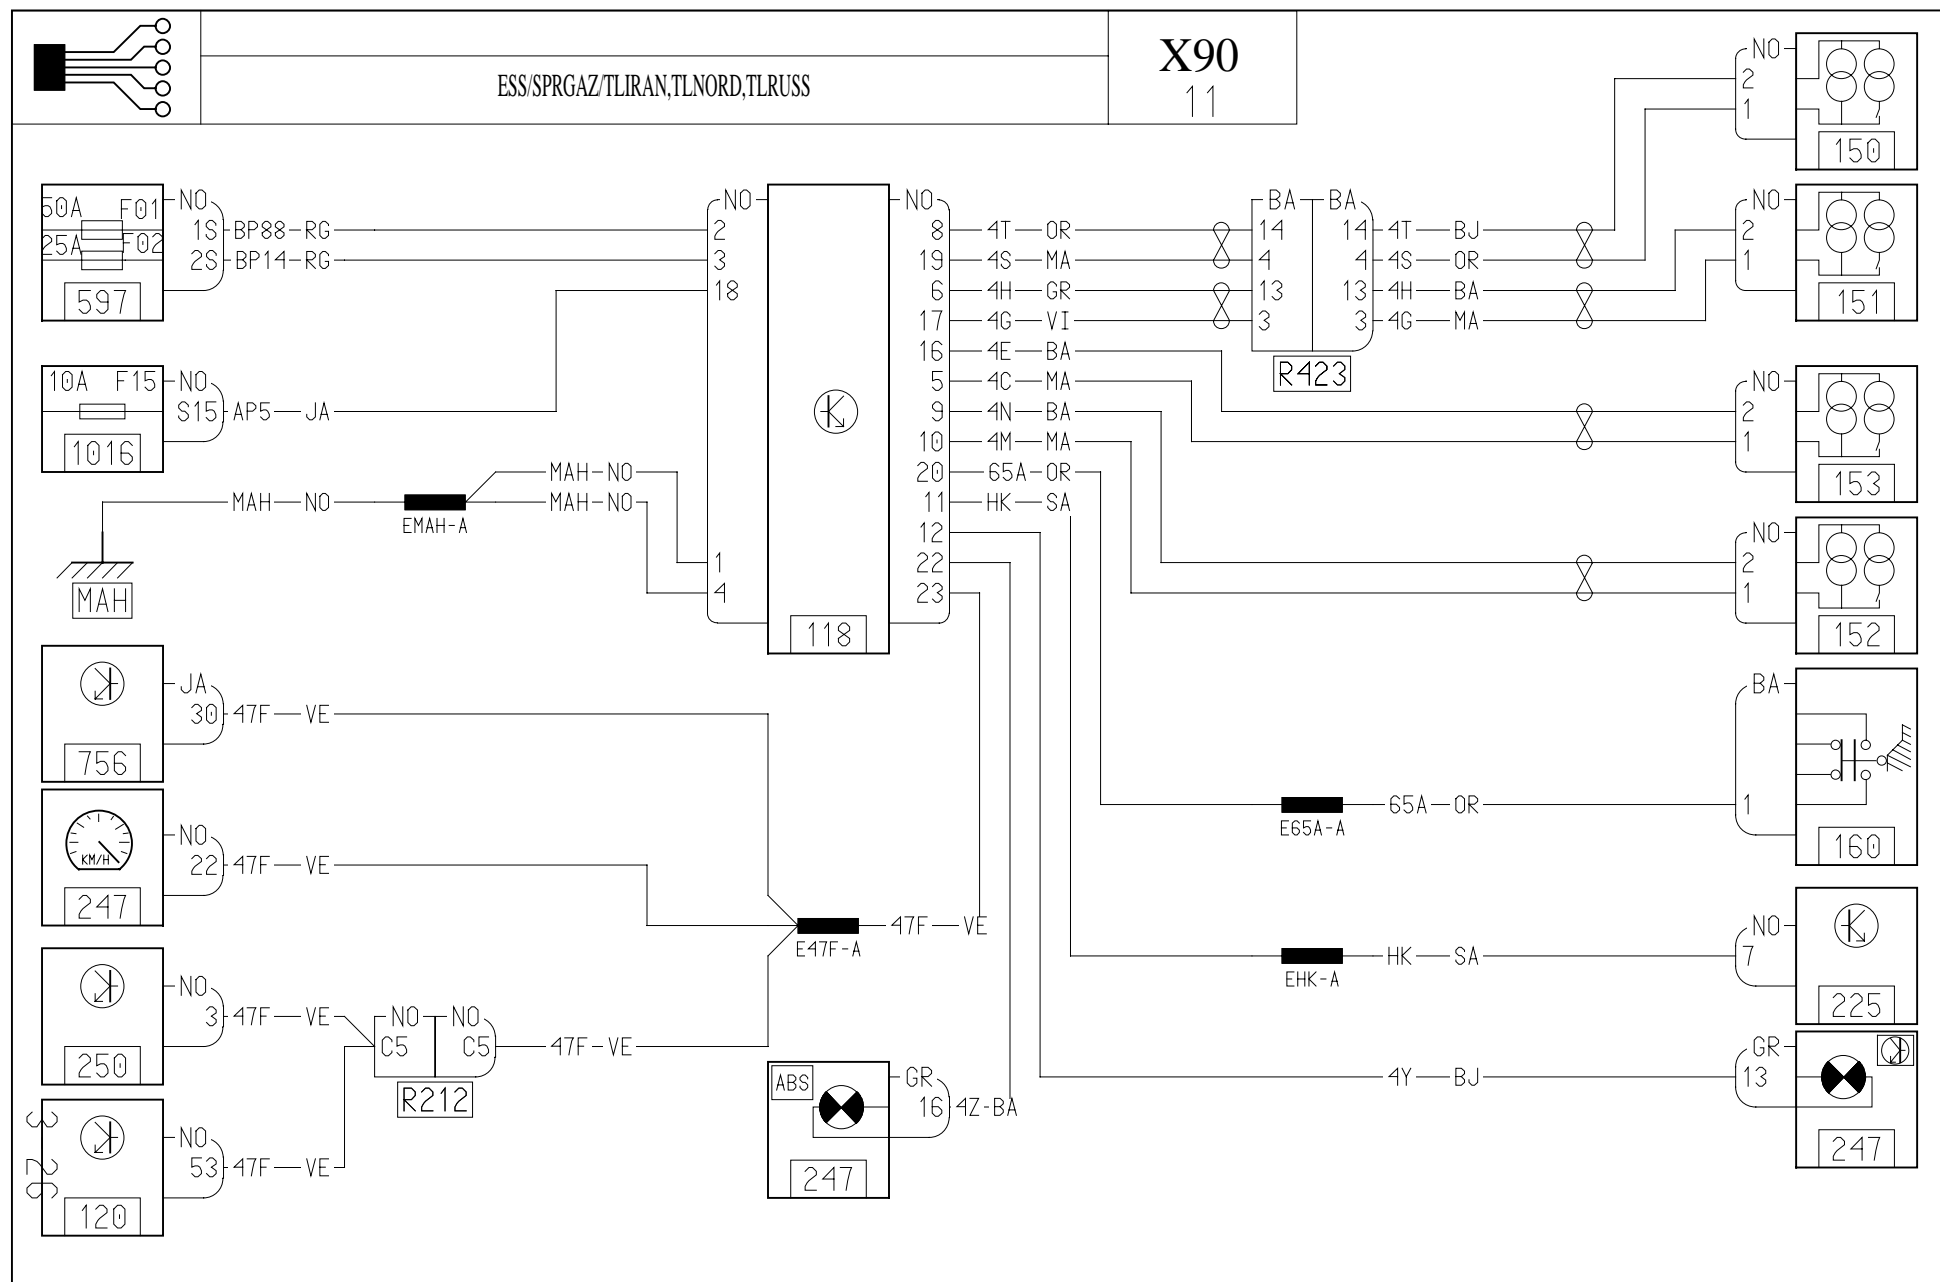 ESS/SPRGAZ/TLIRAN,TLNORD,TLRUSS
X90
11
50A F01
25A F02
NO
1S BP88 RG
2S BP14 RG
597
10A F15
NO
S15 AP5 JA
1016
MAH NO
EMAH-A
MAH-NO
MAH-NO
MAH
NO
2
3
18
1
4
118
NO
8 4T OR
19 4S MA
6 4H GR
17 4G VI
16 4E BA
5 4C MA
9 4N BA
10 4M MA
20 65A-OR
11 HK SA
12
22
23
BA BA
14 14 4T BJ
4 4 4S OR
13 13 4H BA
3 3 4G MA
R423
NO
2
1
150
NO
2
1
151
NO
2
1
153
NO
2
1
152
JA
30 47F VE
756
NO
22 47F VE
KM/H
247
E47F-A
47F VE
NO
3 47F VE
250
NO NO
C5 C5
47F-VE
R212
NO
53 47F VE
120
3 26
ABS
GR
16 4Z-BA
247
E65A-A
65A OR
BA
1
160
EHK-A
HK SA
NO
7
225
4Y BJ
GR
13
247